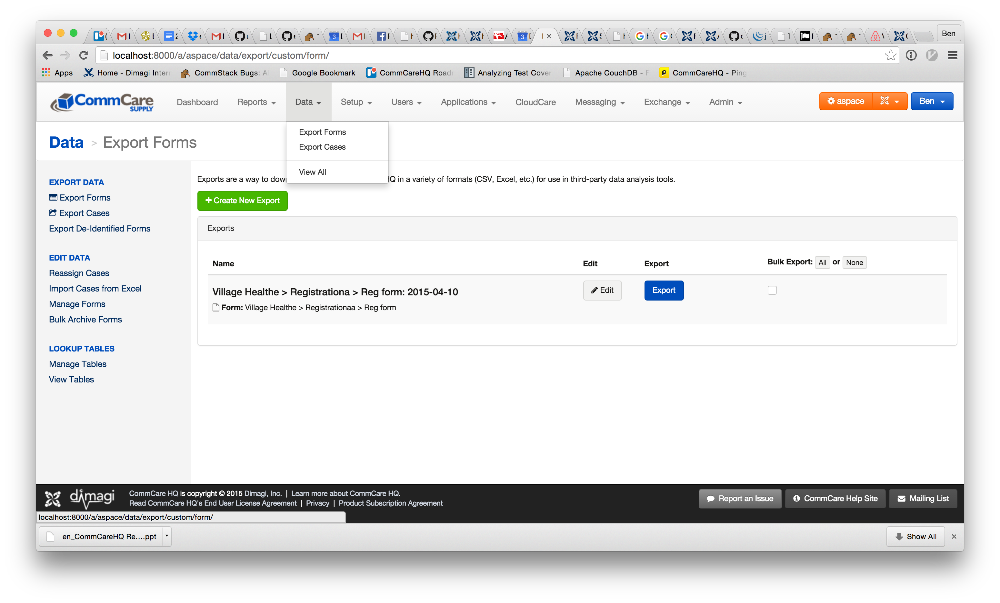 Ben
localhost:8000/a/aspace/data/export/custom/form/
Apps Home - Dimagi Intern CommStack Bugs: A Google Bookmark CommCareHQ Road Analyzing Test Cover Apache CouchDB - CommCareHQ - Ping
CommCare SUPPLY
Dashboard Reports Data Setup Users Applications CloudCare Messaging Exchange Admin aspace Ben
Export Forms
Export Cases
View All
Data > Export Forms
EXPORT DATA
Export Forms
Export Cases
Export De-Identified Forms
EDIT DATA
Reassign Cases
Import Cases from Excel
Manage Forms
Bulk Archive Forms
LOOKUP TABLES
Manage Tables
View Tables
Exports are a way to dow Q in a variety of formats (CSV, Excel, etc.) for use in third-party data analysis tools.
+ Create New Export
Exports
Name Edit Export Bulk Export: All or None
Village Healthe > Registrationa > Reg form: 2015-04-10 Edit Export
Form: Village Healthe > Registrationaa > Reg form
dimagi
CommCare HQ is copyright © 2015 Dimagi, Inc. | Learn more about CommCare HQ.
Read CommCare HQ's End User License Agreement | Privacy | Product Subscription Agreement
Report an Issue CommCare Help Site Mailing List
localhost:8000/a/aspace/data/export/custom/form/
en_CommCareHQ Re....ppt Show All